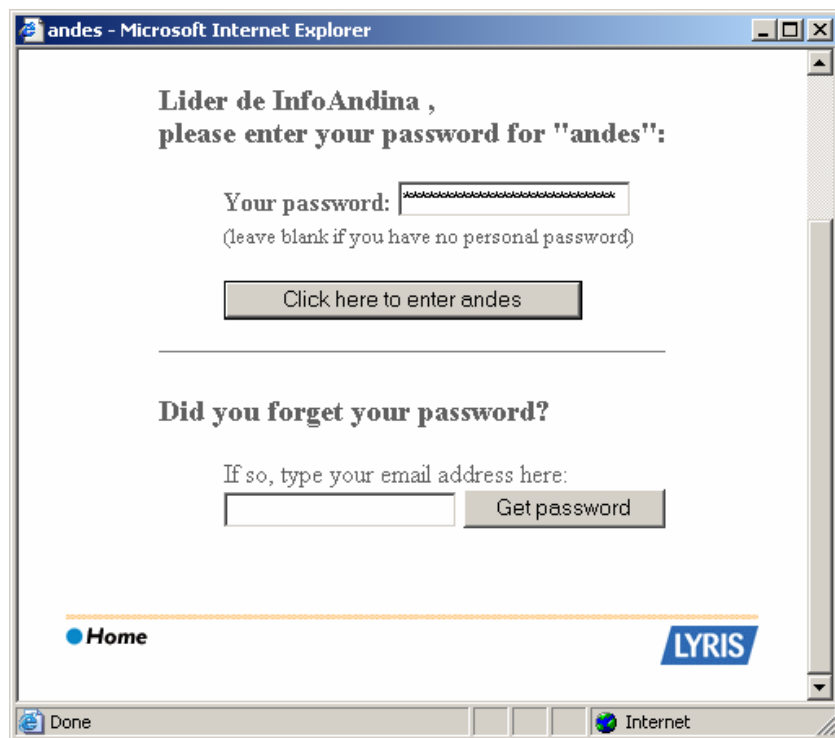 andes - Microsoft Internet Explorer
Lider de InfoAndina ,
please enter your password for "andes":
Your password: ******************************
(leave blank if you have no personal password)
Click here to enter andes
Did you forget your password?
If so, type your email address here:
Get password
Home
LYRIS
Done
Internet